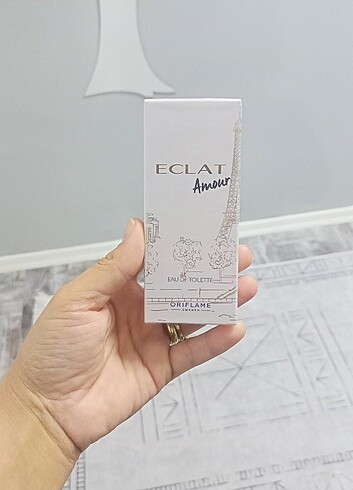 ECLAT
Amour
EAU DE TOILETTE
ORIFLAME
SWEDEN